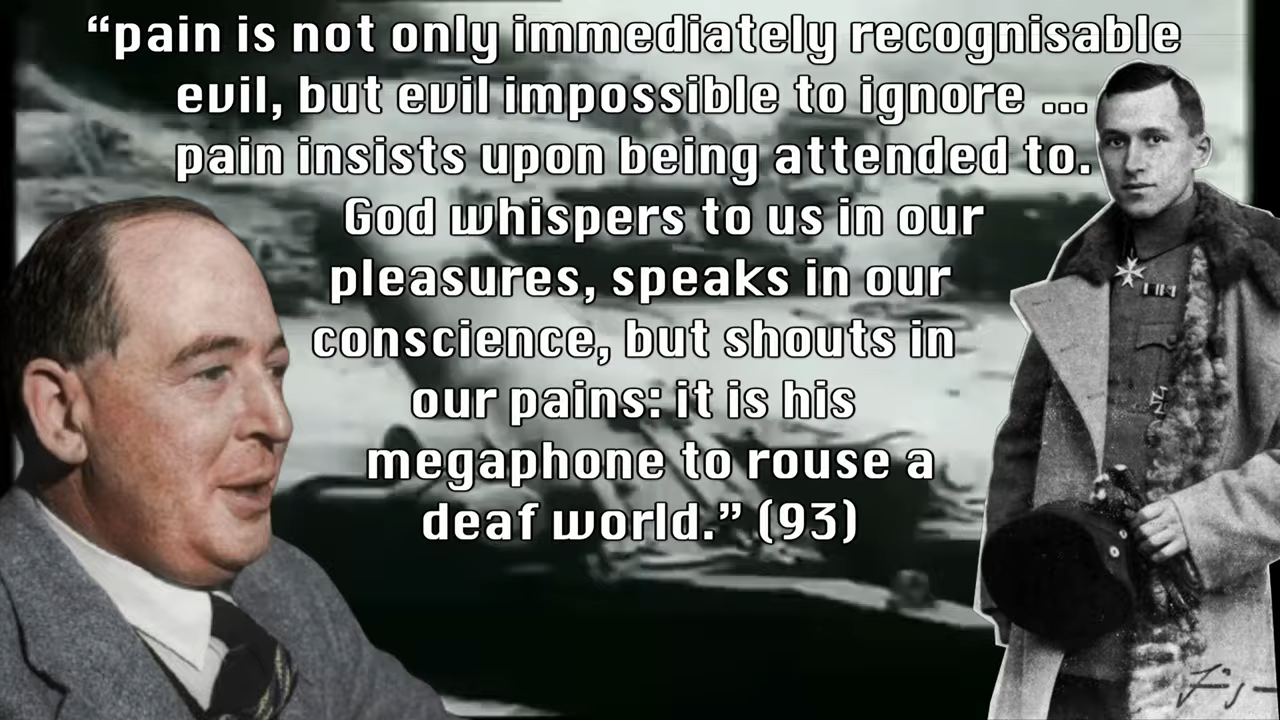 “pain is not only immediately recognisable
evil, but evil impossible to ignore ...
pain insists upon being attended to.
God whispers to us in our
pleasures, speaks in our
conscience, but shouts in
our pains: it is his
megaphone to rouse a
deaf world.” (93)